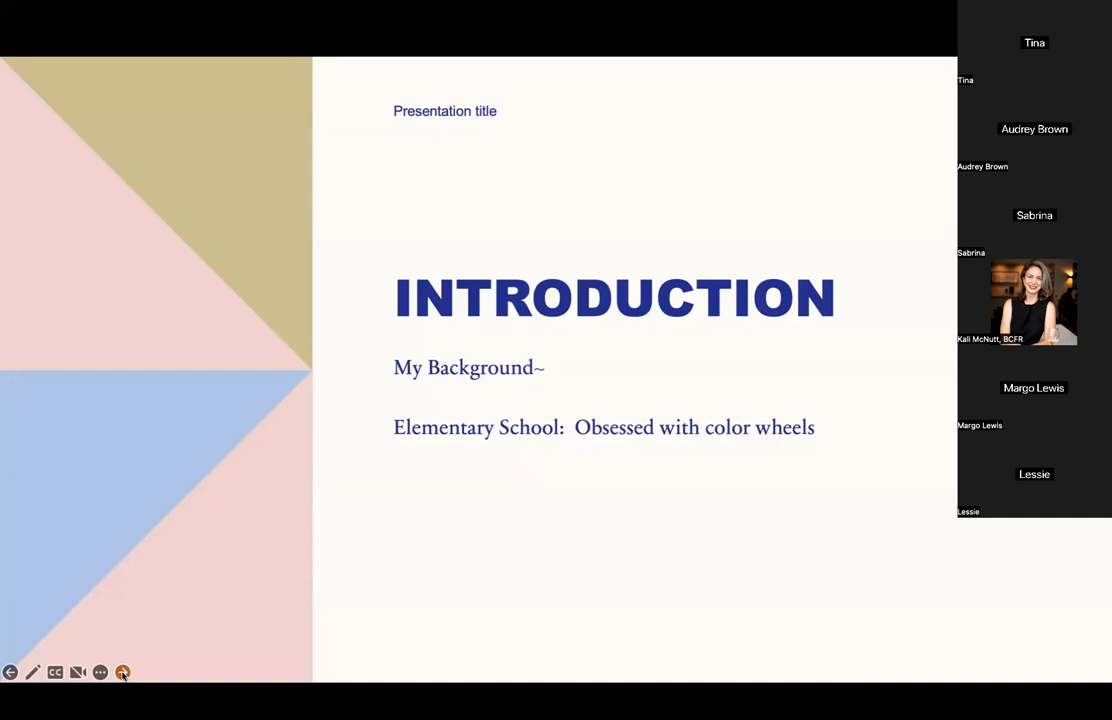 Presentation title
INTRODUCTION
My Background~
Elementary School:  Obsessed with color wheels
Tina
Tina
Audrey Brown
Audrey Brown
Sabrina
Sabrina
Kali McNutt, BCFR
Margo Lewis
Margo Lewis
Lessie
Lessie
CC